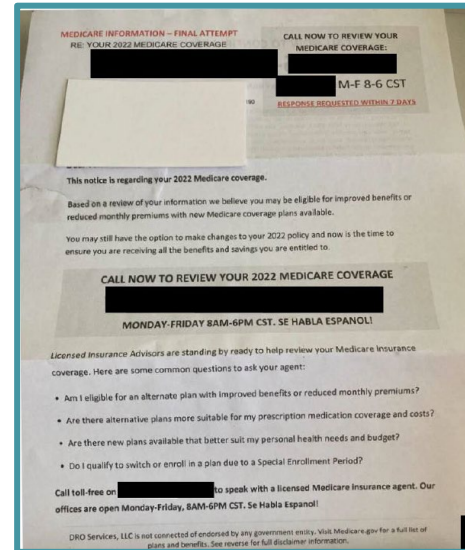 MEDICARE INFORMATION – FINAL ATTEMPT
RE: YOUR 2022 MEDICARE COVERAGE
CALL NOW TO REVIEW YOUR
MEDICARE COVERAGE:
M-F 8-6 CST
RESPONSE REQUESTED WITHIN 7 DAYS
This notice is regarding your 2022 Medicare coverage.
Based on a review of your information we believe you may be eligible for improved benefits or
reduced monthly premiums with new Medicare coverage plans available.
You may still have the option to make changes to your 2022 policy and now is the time to
ensure you are receiving all the benefits and savings you are entitled to.
CALL NOW TO REVIEW YOUR 2022 MEDICARE COVERAGE
MONDAY-FRIDAY 8AM-6PM CST. SE HABLA ESPANOL!
Licensed Insurance Advisors are standing by ready to help review your Medicare Insurance
coverage. Here are some common questions to ask your agent:
• Am I eligible for an alternate plan with improved benefits or reduced monthly premiums?
• Are there alternative plans more suitable for my prescription medication coverage and costs?
• Are there new plans available that better suit my personal health needs and budget?
• Do I qualify to switch or enroll in a plan due to a Special Enrollment Period?
Call toll-free on to speak with a licensed Medicare insurance agent. Our
offices are open Monday-Friday, 8AM-6PM CST. Se Habla Espanol!
DRO Services, LLC is not connected of endorsed by any government entity. Visit Medicare.gov for a full list of
plans and benefits. See reverse for full disclaimer information.